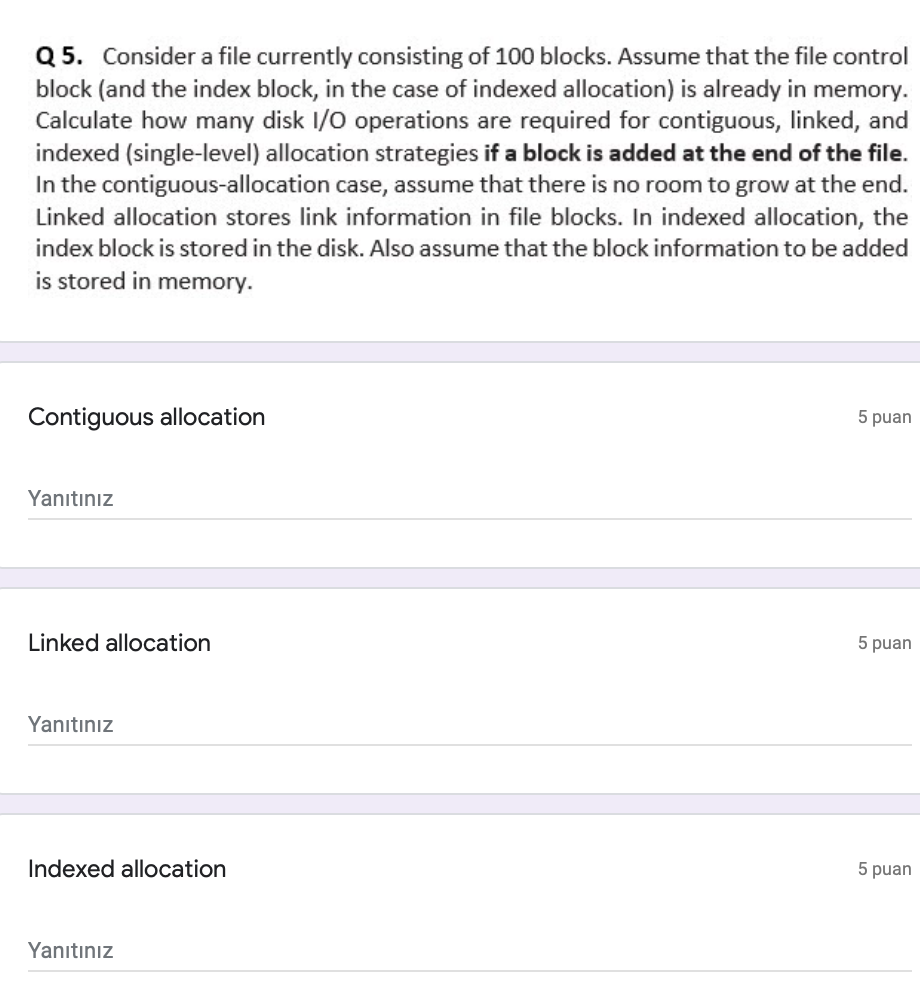 Q 5. Consider a file currently consisting of 100 blocks. Assume that the file control
block (and the index block, in the case of indexed allocation) is already in memory.
Calculate how many disk I/O operations are required for contiguous, linked, and
indexed (single-level) allocation strategies if a block is added at the end of the file.
In the contiguous-allocation case, assume that there is no room to grow at the end.
Linked allocation stores link information in file blocks. In indexed allocation, the
index block is stored in the disk. Also assume that the block information to be added
is stored in memory.
Contiguous allocation 5 puan
Yanıtınız
Linked allocation 5 puan
Yanıtınız
Indexed allocation 5 puan
Yanıtınız